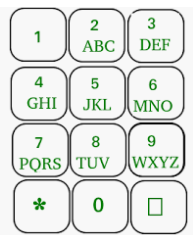 1 2 3
ABC DEF
4 5 6
GHI JKL MNO
7 8 9
PQRS TUV WXYZ
* 0 □